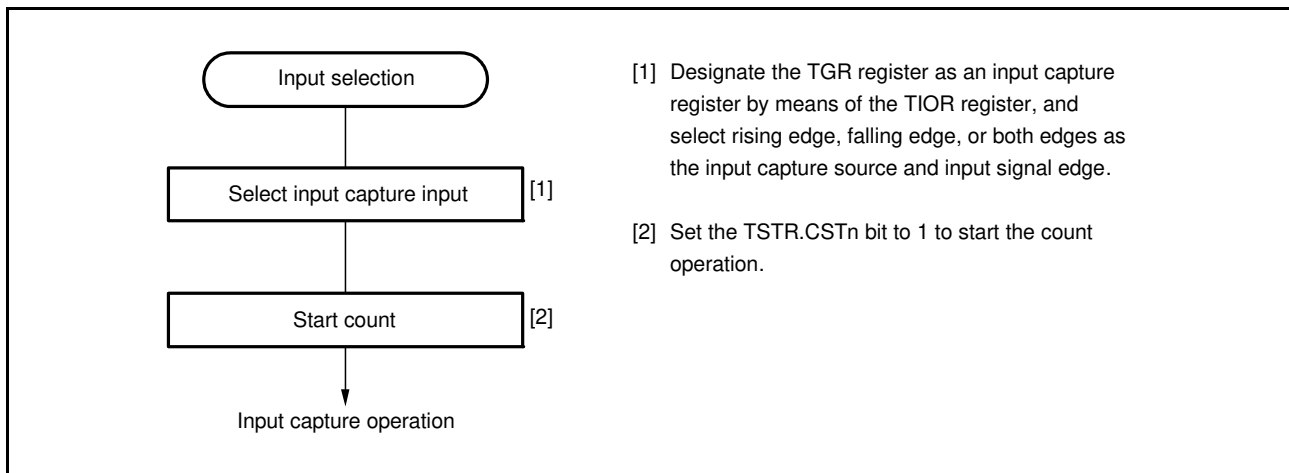 Input selection
Select input capture input
[1]
Start count
[2]
Input capture operation
[1] Designate the TGR register as an input capture
register by means of the TIOR register, and
select rising edge, falling edge, or both edges as
the input capture source and input signal edge.
[2] Set the TSTR.CSTn bit to 1 to start the count
operation.